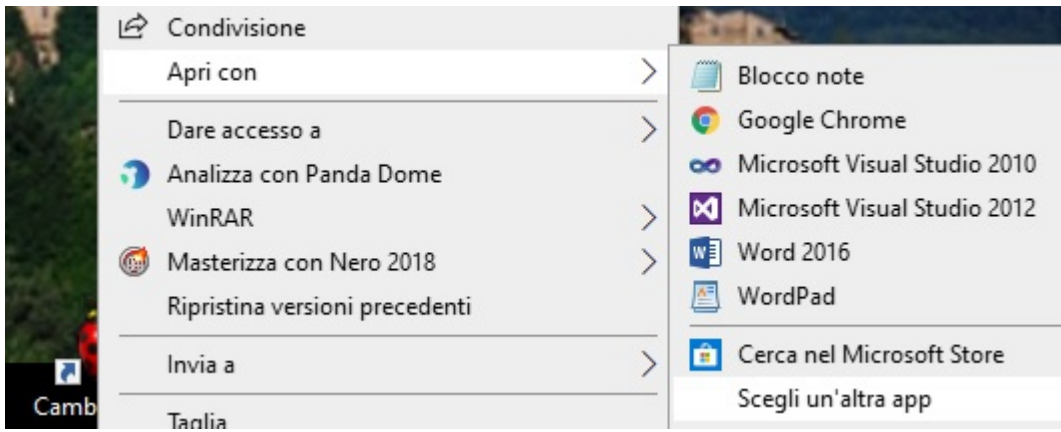 Condivisione
Apri con
Dare accesso a
Analizza con Panda Dome
WinRAR
Masterizza con Nero 2018
Ripristina versioni precedenti
Invia a
Taglia
Blocco note
Google Chrome
Microsoft Visual Studio 2010
Microsoft Visual Studio 2012
Word 2016
WordPad
Cerca nel Microsoft Store
Scegli un'altra app
Camb